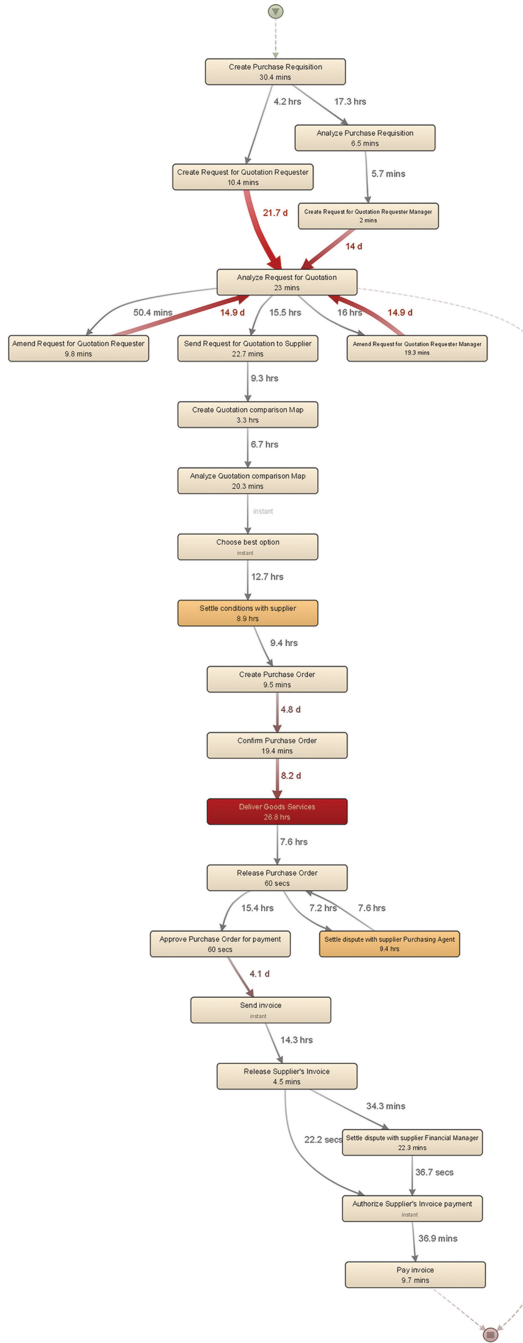 Create Purchase Requisition
30.4 mins
4.2 hrs
17.3 hrs
Analyze Purchase Requisition
6.5 mins
Create Request for Quotation Requester
10.4 mins
5.7 mins
21.7 d
Create Request for Quotation Requester Manager
2 mins
14 d
Analyze Request for Quotation
23 mins
50.4 mins
14.9 d
15.5 hrs
16 hrs
14.9 d
Amend Request for Quotation Requester
9.8 mins
Send Request for Quotation to Supplier
22.7 mins
Amend Request for Quotation Requester Manager
19.3 mins
9.3 hrs
Create Quotation comparison Map
3.3 hrs
6.7 hrs
Analyze Quotation comparison Map
20.3 mins
instant
Choose best option
instant
12.7 hrs
Settle conditions with supplier
8.9 hrs
9.4 hrs
Create Purchase Order
9.5 mins
4.8 d
Confirm Purchase Order
19.4 mins
8.2 d
Deliver Goods Services
26.8 hrs
7.6 hrs
Release Purchase Order
60 secs
15.4 hrs
7.2 hrs
7.6 hrs
Approve Purchase Order for payment
60 secs
Settle dispute with supplier Purchasing Agent
9.4 hrs
4.1 d
Send invoice
instant
14.3 hrs
Release Supplier's Invoice
4.5 mins
34.3 mins
22.2 secs
Settle dispute with supplier Financial Manager
22.3 mins
36.7 secs
Authorize Supplier's Invoice payment
instant
36.9 mins
Pay invoice
9.7 mins